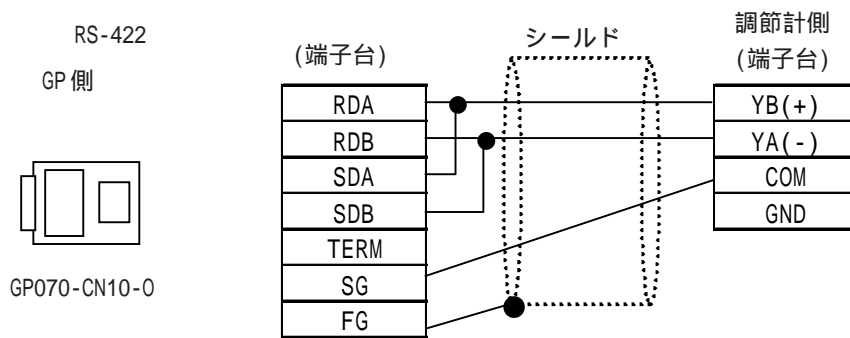 RS-422
GP側
GP070-CN10-O
(端子台)
RDA
RDB
SDA
SDB
TERM
SG
FG
シールド
調節計側
(端子台)
YB(+)
YA(-)
COM
GND